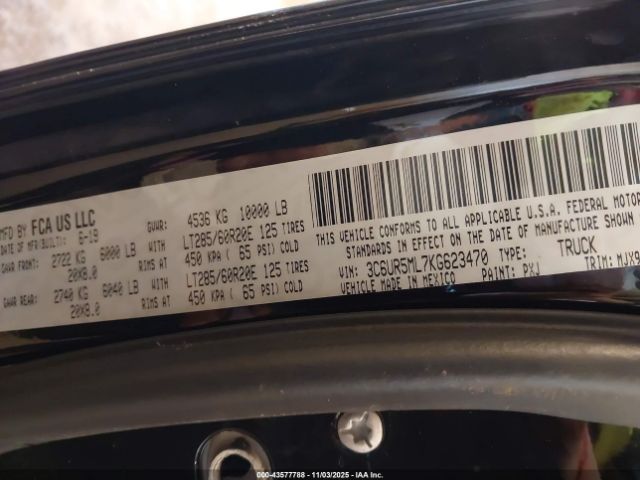 MFD BY FCA US LLC
DATE OF MFR/BUILT: 6-19
GVWR: 4536 KG 10000 LB
GAWR FRONT: 2722 KG 6000 LB WITH LT285/60R20E 125 TIRES
20X8.0 RIMS AT 450 KPA ( 65 PSI) COLD
GAWR REAR: 2740 KG 6040 LB WITH LT285/60R20E 125 TIRES
20X8.0 RIMS AT 450 KPA ( 65 PSI) COLD
THIS VEHICLE CONFORMS TO ALL APPLICABLE U.S.A. FEDERAL MOTOR
STANDARDS IN EFFECT ON THE DATE OF MANUFACTURE SHOWN
VIN: 3C6UR5ML7KG623470 TYPE: TRUCK
VEHICLE MADE IN MEXICO PAINT: PXJ TRIM: MJX9
000-43577788 - 11/03/2025 - IAAI.com